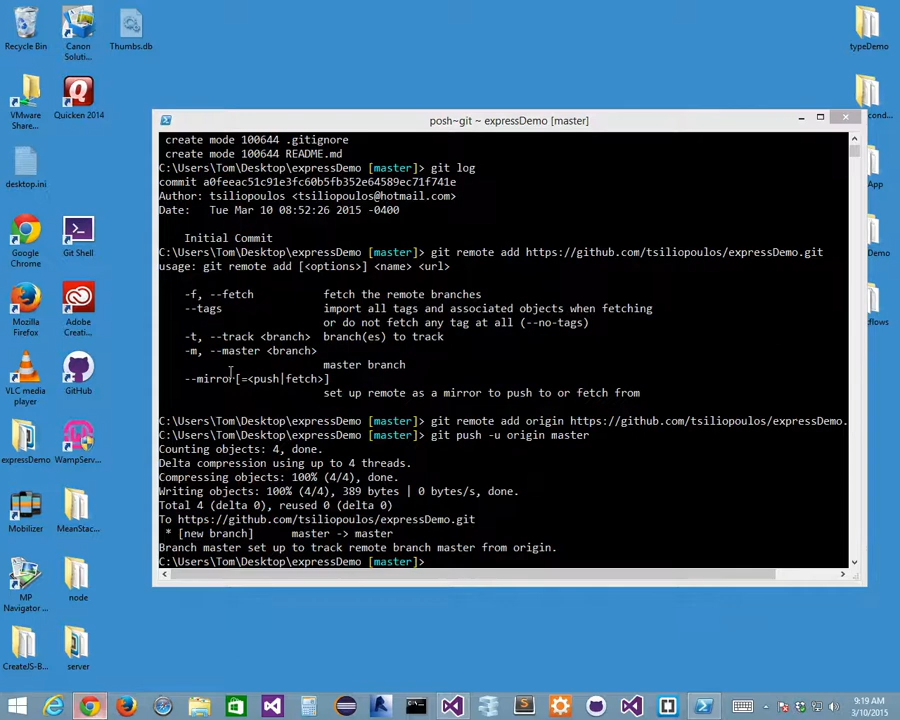 Recycle Bin
Canon Soluti...
Thumbs.db
VMware Share...
Quicken 2014
desktop.ini
Google Chrome
Git Shell
Mozilla Firefox
Adobe Creati...
VLC media player
GitHub
expressDemo
WampServ...
Mobilizer
MeanStac...
MP Navigator ...
node
CreateJS-B...
server
typeDemo
cond...
App
Demo
flows
posh~git ~ expressDemo [master]
create mode 100644 .gitignore
create mode 100644 README.md
C:\Users\Tom\Desktop\expressDemo [master]> git log
commit a0feeac51c91e3fc60b5fb352e64589ec71f741e
Author: tsiliopoulos <tsiliopoulos@hotmail.com>
Date:   Tue Mar 10 08:52:26 2015 -0400
Initial Commit
C:\Users\Tom\Desktop\expressDemo [master]> git remote add https://github.com/tsiliopoulos/expressDemo.git
usage: git remote add [<options>] <name> <url>
-f, --fetch           fetch the remote branches
--tags                import all tags and associated objects when fetching
or do not fetch any tag at all (--no-tags)
-t, --track <branch>  branch(es) to track
-m, --master <branch>
master branch
--mirror[=<push|fetch>]
set up remote as a mirror to push to or fetch from
C:\Users\Tom\Desktop\expressDemo [master]> git remote add origin https://github.com/tsiliopoulos/expressDemo.
C:\Users\Tom\Desktop\expressDemo [master]> git push -u origin master
Counting objects: 4, done.
Delta compression using up to 4 threads.
Compressing objects: 100% (4/4), done.
Writing objects: 100% (4/4), 389 bytes | 0 bytes/s, done.
Total 4 (delta 0), reused 0 (delta 0)
To https://github.com/tsiliopoulos/expressDemo.git
* [new branch]      master -> master
Branch master set up to track remote branch master from origin.
C:\Users\Tom\Desktop\expressDemo [master]>
9:19 AM
3/10/2015